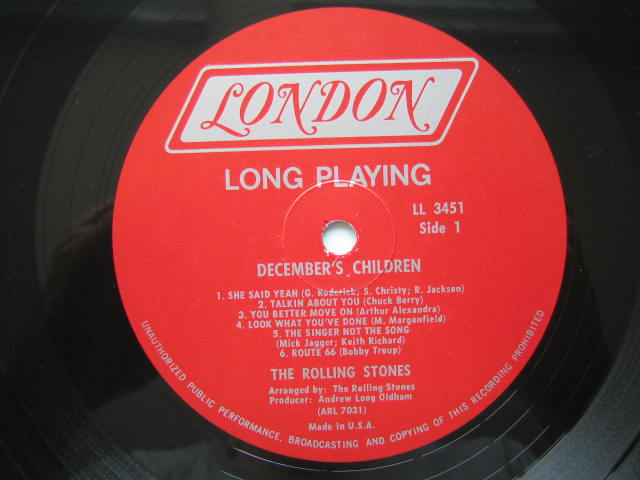 LONDON
LONG PLAYING
LL 3451
Side 1
DECEMBER'S CHILDREN
1. SHE SAID YEAH (G. Roderick; S. Christy; R. Jackson)
2. TALKIN ABOUT YOU (Chuck Berry)
3. YOU BETTER MOVE ON (Arthur Alexandra)
4. LOOK WHAT YOU'VE DONE (M. Margonfield)
5. THE SINGER NOT THE SONG
(Mick Jagger; Keith Richard)
6. ROUTE 66 (Bobby Troup)
THE ROLLING STONES
Arranged by: The Rolling Stones
Producer: Andrew Loog Oldham
(ARL 7031)
Made in U.S.A.
UNAUTHORIZED PUBLIC PERFORMANCE, BROADCASTING AND COPYING OF THIS RECORDING PROHIBITED